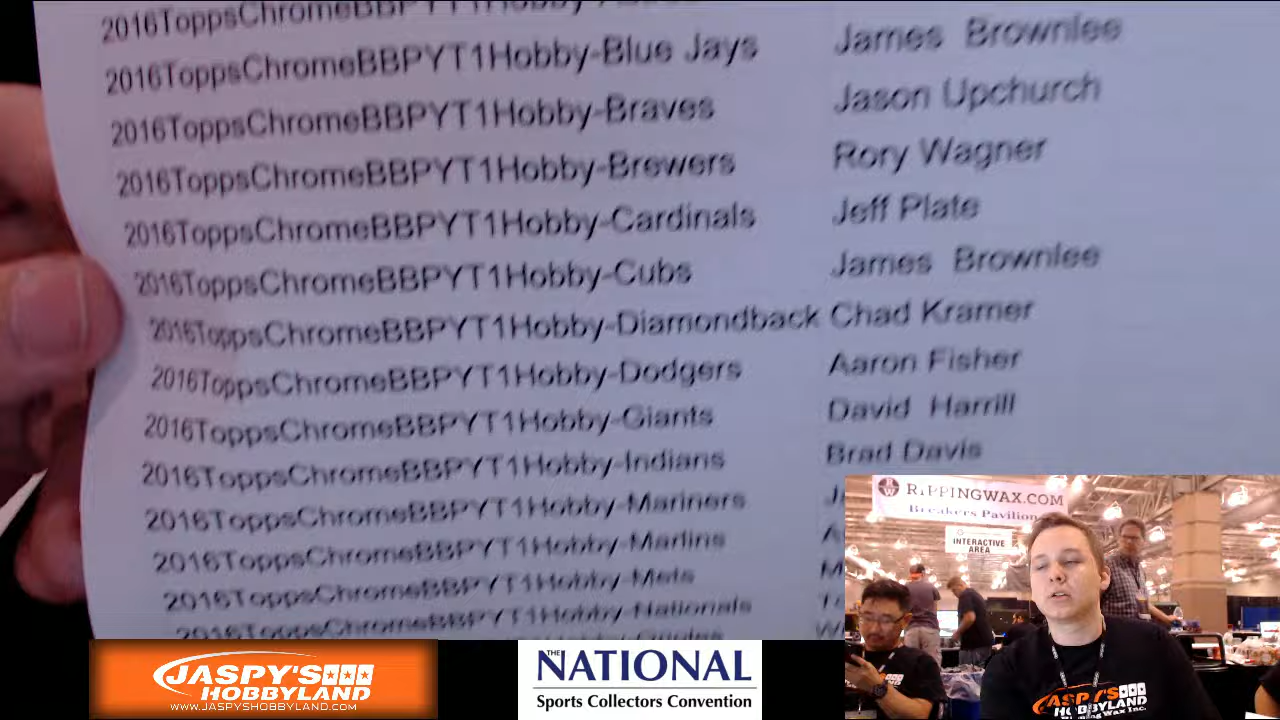 2016ToppsChromeBBPYT1Hobby-
2016ToppsChromeBBPYT1Hobby-Blue Jays James Brownlee
2016ToppsChromeBBPYT1Hobby-Braves Jason Upchurch
2016ToppsChromeBBPYT1Hobby-Brewers Rory Wagner
2016ToppsChromeBBPYT1Hobby-Cardinals Jeff Plate
2016ToppsChromeBBPYT1Hobby-Cubs James Brownlee
2016ToppsChromeBBPYT1Hobby-Diamondback Chad Kramer
2016ToppsChromeBBPYT1Hobby-Dodgers Aaron Fisher
2016ToppsChromeBBPYT1Hobby-Giants David Harrill
2016ToppsChromeBBPYT1Hobby-Indians Brad Davis
2016ToppsChromeBBPYT1Hobby-Mariners
2016ToppsChromeBBPYT1Hobby-Marlins
2016ToppsChromeBBPYT1Hobby-Mets
2016ToppsChromeBBPYT1Hobby-Nationals
RIPPINGWAX.COM
Breakers Pavilion
INTERACTIVE
AREA
JASPY'S
HOBBYLAND
WWW.JASPYSHOBBYLAND.COM
THE NATIONAL
Sports Collectors Convention
JASPY'S
HOBBYLAND